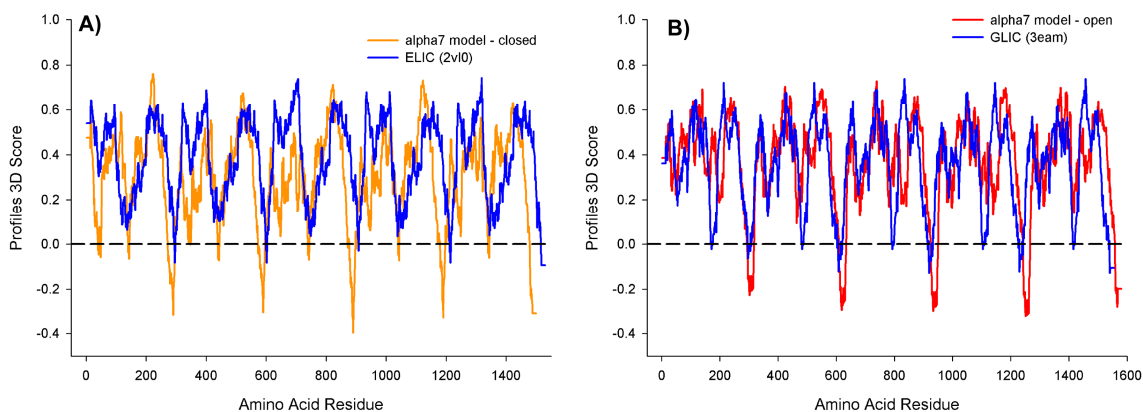 A)
alpha7 model - closed
ELIC (2vl0)
Profiles 3D Score
1.0
0.8
0.6
0.4
0.2
0.0
-0.2
-0.4
0 200 400 600 800 1000 1200 1400
Amino Acid Residue
B)
alpha7 model - open
GLIC (3eam)
Profiles 3D Score
1.0
0.8
0.6
0.4
0.2
0.0
-0.2
-0.4
0 200 400 600 800 1000 1200 1400 1600
Amino Acid Residue